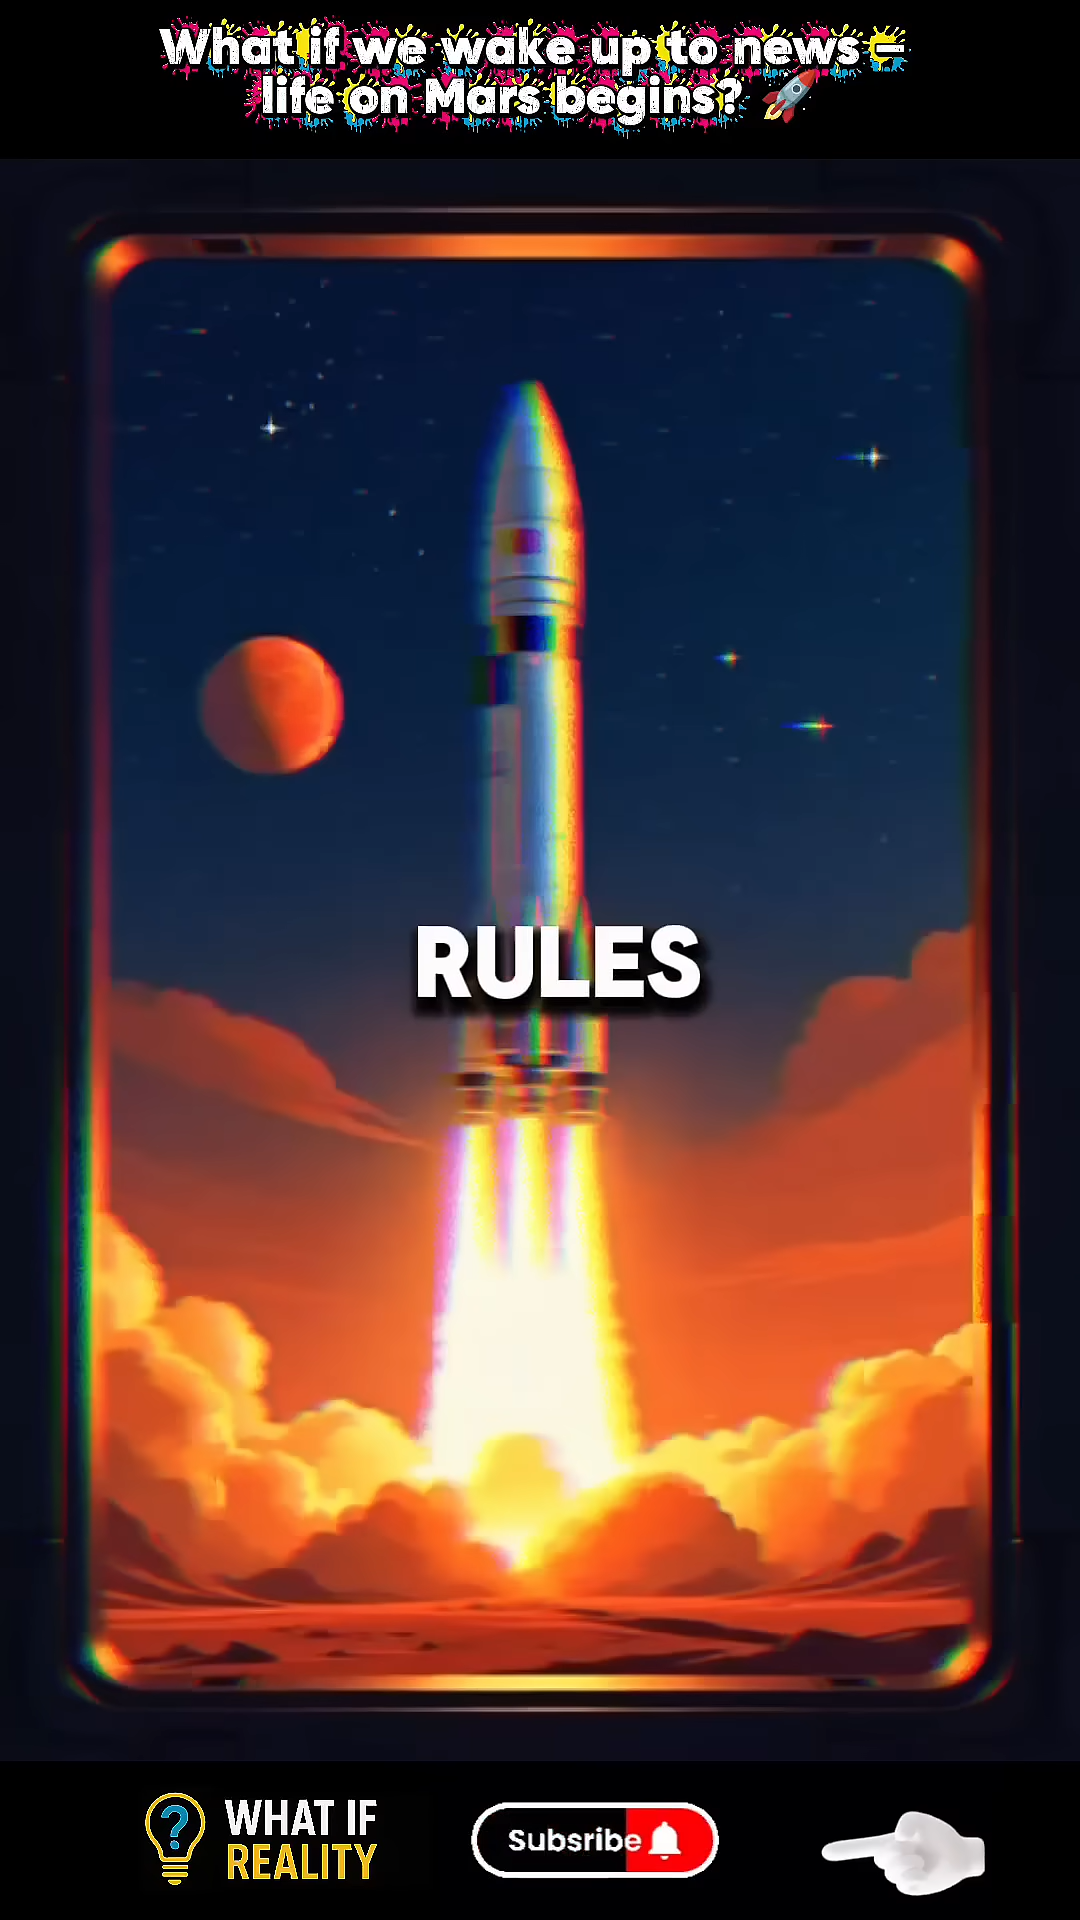 What if we wake up to news –
life on Mars begins? 🚀
RULES
WHAT IF
REALITY
Subsribe